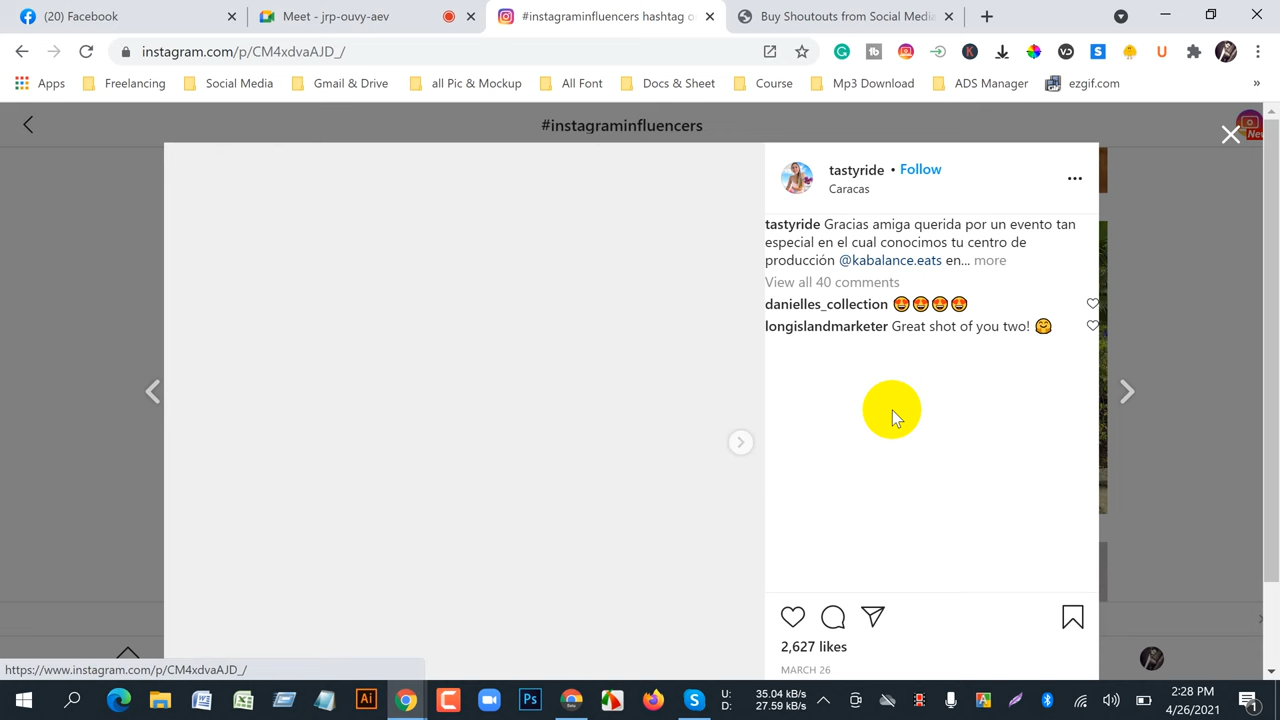 (20) Facebook
Meet - jrp-ouvy-aev
#instagraminfluencers hashtag o
Buy Shoutouts from Social Media
instagram.com/p/CM4xdvaAJD_/
Apps
Freelancing
Social Media
Gmail & Drive
all Pic & Mockup
All Font
Docs & Sheet
Course
Mp3 Download
ADS Manager
ezgif.com
»
#instagraminfluencers
New
tastyride • Follow
Caracas
tastyride Gracias amiga querida por un evento tan
especial en el cual conocimos tu centro de
producción @kabalance.eats en... more
View all 40 comments
danielles_collection 😍😍😍😍
longislandmarketer Great shot of you two! 🤗
2,627 likes
MARCH 26
https://www.instagram.com/p/CM4xdvaAJD_/
U: 35.04 kB/s
D: 27.59 kB/s
2:28 PM
4/26/2021
1